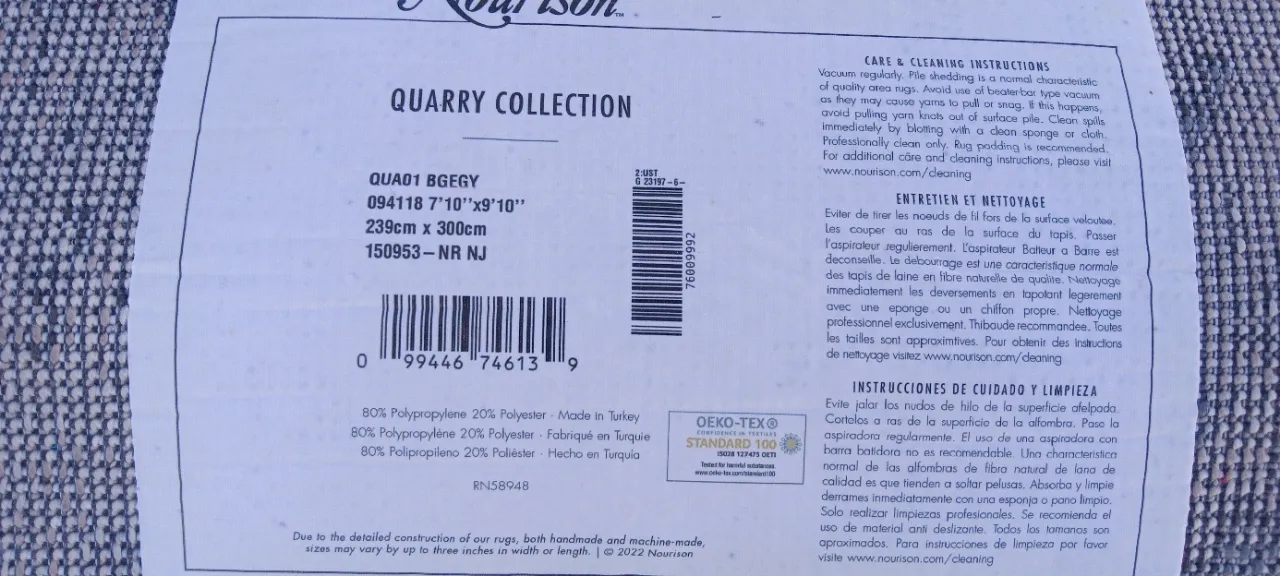 Nourison™
QUARRY COLLECTION
QUA01 BGEGY
094118 7'10''x9'10''
239cm x 300cm
150953-NR NJ
0 99446 74613 9
2:UST
G 23197-6-
76009992
80% Polypropylene 20% Polyester · Made in Turkey
80% Polypropylène 20% Polyester · Fabriqué en Turquie
80% Polipropileno 20% Poliéster · Hecho en Turquía
RN58948
OEKO-TEX®
CONFIDENCE IN TEXTILES
STANDARD 100
IS028 127475 OETI
Tested for harmful substances.
www.oeko-tex.com/standard100
Due to the detailed construction of our rugs, both handmade and machine-made,
sizes may vary by up to three inches in width or length. | © 2022 Nourison
CARE & CLEANING INSTRUCTIONS
Vacuum regularly. Pile shedding is a normal characteristic
of quality area rugs. Avoid use of beater-bar type vacuum
as they may cause yarns to pull or snag. If this happens,
avoid pulling yarn knots out of surface pile. Clean spills
immediately by blotting with a clean sponge or cloth.
Professionally clean only. Rug padding is recommended.
For additional care and cleaning instructions, please visit
www.nourison.com/cleaning
ENTRETIEN ET NETTOYAGE
Eviter de tirer les noeuds de fil fors de la surface veloutee.
Les couper au ras de la surface du tapis. Passer
l'aspirateur regulierement. L'aspirateur Batteur a Barre est
deconseille. Le debourrage est une caracteristique normale
des tapis de laine en fibre naturelle de qualite. Nettoyage
immediatement les deversements en tapotant legerement
avec une eponge ou un chiffon propre. Nettoyage
professionnel exclusivement. Thibaude recommandee. Toutes
les tailles sont approximtives. Pour obtenir des instructions
de nettoyage visitez www.nourison.com/cleaning
INSTRUCCIONES DE CUIDADO Y LIMPIEZA
Evite jalar los nudos de hilo de la superficie afelpada.
Cortelos a ras de la superficie de la alfombra. Pase la
aspiradora regularmente. El uso de una aspiradora con
barra batidora no es recomendable. Una characteristica
normal de las alfombras de fibra natural de lana de
calidad es que tienden a soltar pelusas. Absorba y limpie
derrames inmediatamente con una esponja o pano limpio.
Solo realizar limpiezas profesionales. Se recomienda el
uso de material anti deslizante. Todos los tamanos son
aproximados. Para instrucciones de limpieza por favor
visite www.nourison.com/cleaning